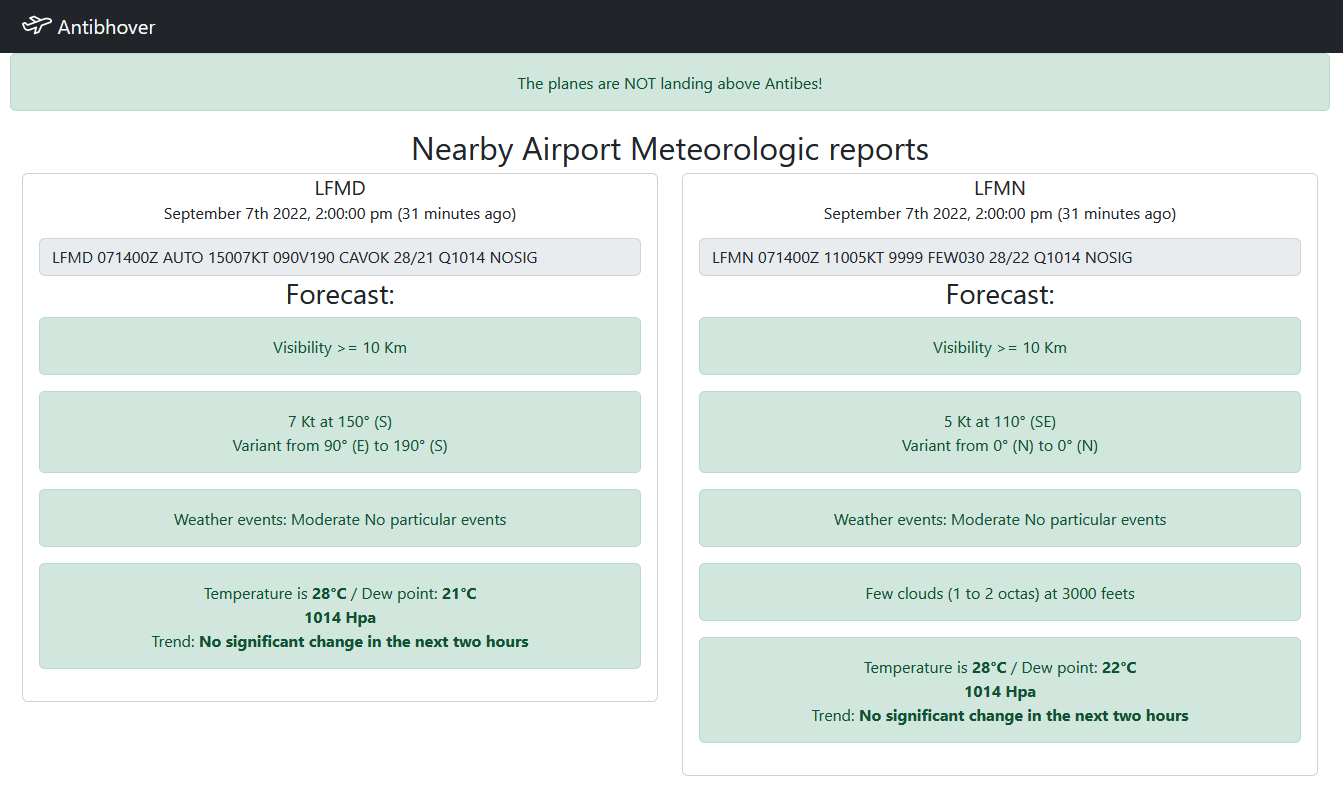 Antibhover
The planes are NOT landing above Antibes!
Nearby Airport Meteorologic reports
LFMD
September 7th 2022, 2:00:00 pm (31 minutes ago)
LFMD 071400Z AUTO 15007KT 090V190 CAVOK 28/21 Q1014 NOSIG
Forecast:
Visibility >= 10 Km
7 Kt at 150° (S)
Variant from 90° (E) to 190° (S)
Weather events: Moderate No particular events
Temperature is 28°C / Dew point: 21°C
1014 Hpa
Trend: No significant change in the next two hours
LFMN
September 7th 2022, 2:00:00 pm (31 minutes ago)
LFMN 071400Z 11005KT 9999 FEW030 28/22 Q1014 NOSIG
Forecast:
Visibility >= 10 Km
5 Kt at 110° (SE)
Variant from 0° (N) to 0° (N)
Weather events: Moderate No particular events
Few clouds (1 to 2 octas) at 3000 feets
Temperature is 28°C / Dew point: 22°C
1014 Hpa
Trend: No significant change in the next two hours